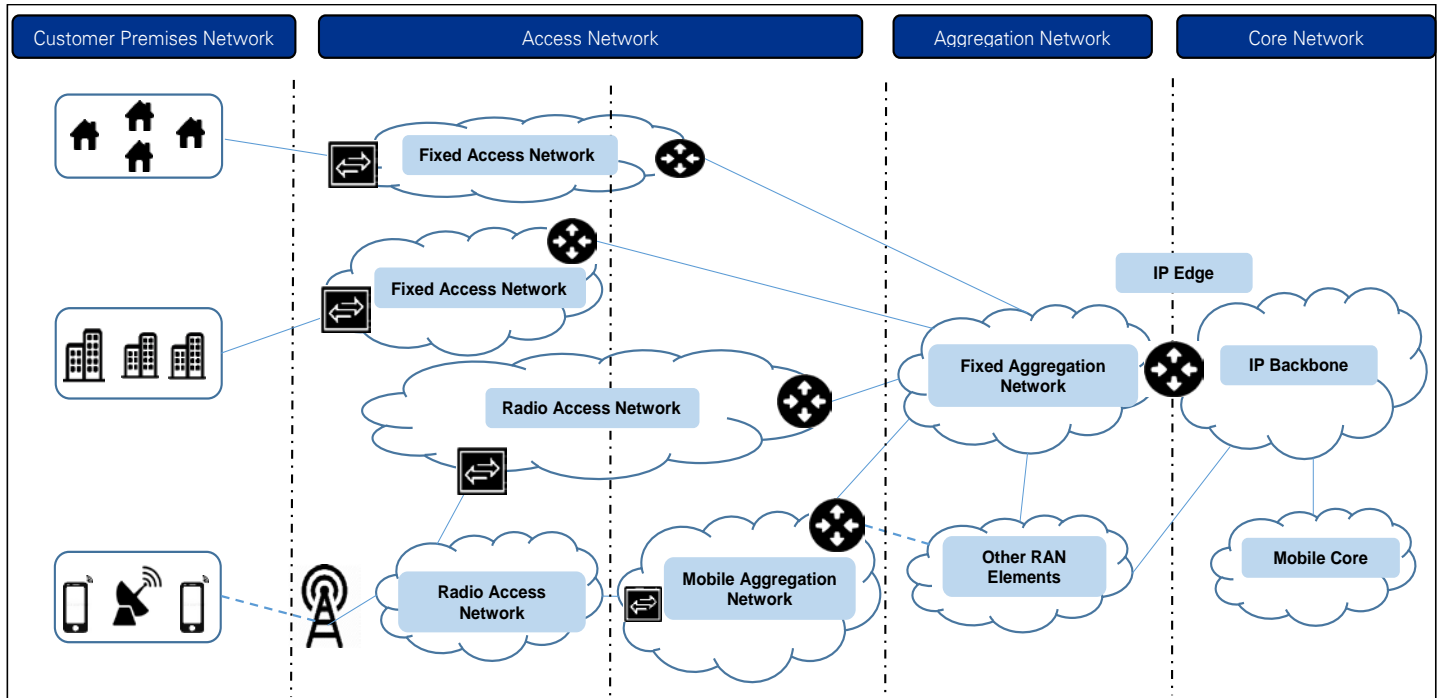 Customer Premises Network
Access Network
Aggregation Network
Core Network
Fixed Access Network
Fixed Access Network
IP Edge
Radio Access Network
Fixed Aggregation
Network
IP Backbone
Radio Access
Network
Mobile Aggregation
Network
Other RAN
Elements
Mobile Core